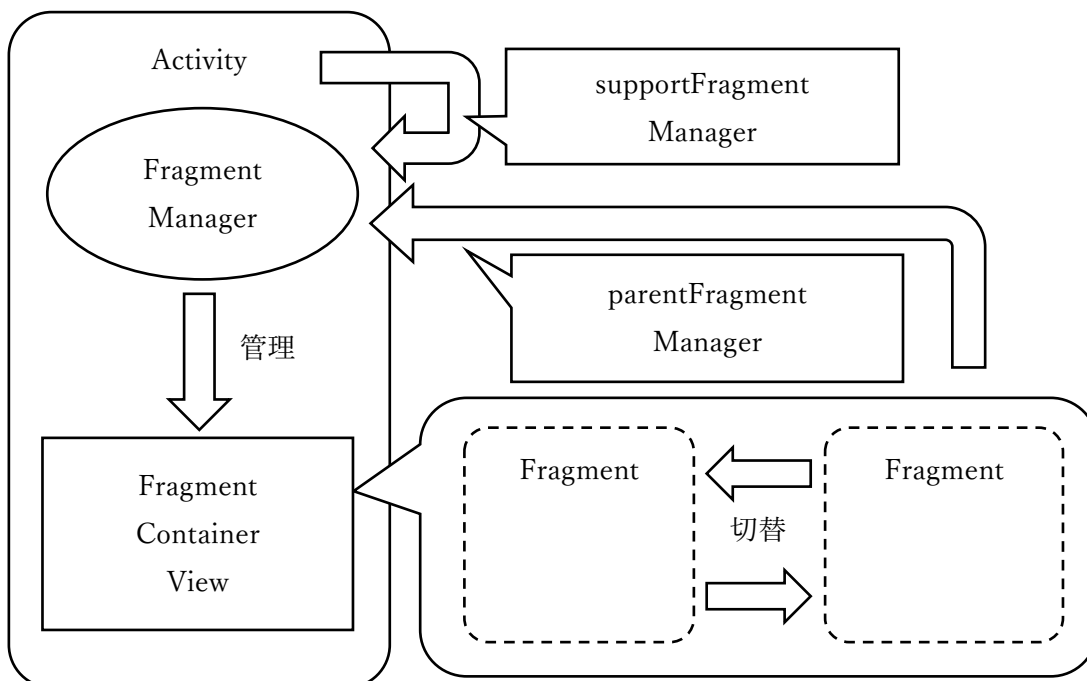 Activity
supportFragment
Manager
Fragment
Manager
parentFragment
Manager
管理
Fragment
Container
View
Fragment
切替
Fragment